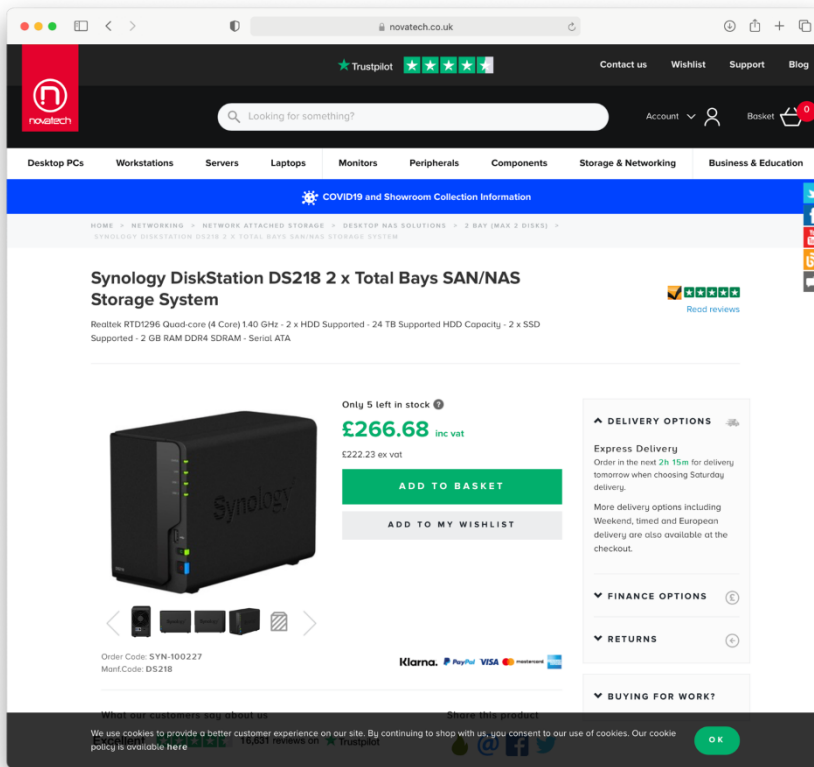 novatech.co.uk
Trustpilot
Contact us Wishlist Support Blog
novatech
Looking for something?
Account Basket 0
Desktop PCs Workstations Servers Laptops Monitors Peripherals Components Storage & Networking Business & Education
COVID19 and Showroom Collection Information
HOME > NETWORKING > NETWORK ATTACHED STORAGE > DESKTOP NAS SOLUTIONS > 2 BAY (MAX 2 DISKS) >
SYNOLOGY DISKSTATION DS218 2 X TOTAL BAYS SAN/NAS STORAGE SYSTEM
Synology DiskStation DS218 2 x Total Bays SAN/NAS
Storage System
Read reviews
Realtek RTD1296 Quad-core (4 Core) 1.40 GHz - 2 x HDD Supported - 24 TB Supported HDD Capacity - 2 x SSD
Supported - 2 GB RAM DDR4 SDRAM - Serial ATA
Synology
Only 5 left in stock ?
£266.68 inc vat
£222.23 ex vat
ADD TO BASKET
ADD TO MY WISHLIST
DELIVERY OPTIONS
Express Delivery
Order in the next 2h 15m for delivery
tomorrow when choosing Saturday
delivery.
More delivery options including
Weekend, timed and European
delivery are also available at the
checkout.
FINANCE OPTIONS £
RETURNS
BUYING FOR WORK?
Order Code: SYN-100227
Manf.Code: DS218
Klarna. PayPal VISA mastercard
What our customers say about us
Share this product
Excellent 16,631 reviews on Trustpilot
We use cookies to provide a better customer experience on our site. By continuing to shop with us, you consent to our use of cookies. Our cookie
policy is available here
OK